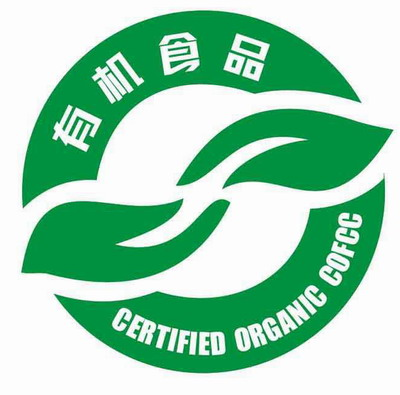 有机食品
CERTIFIED ORGANIC COFCC